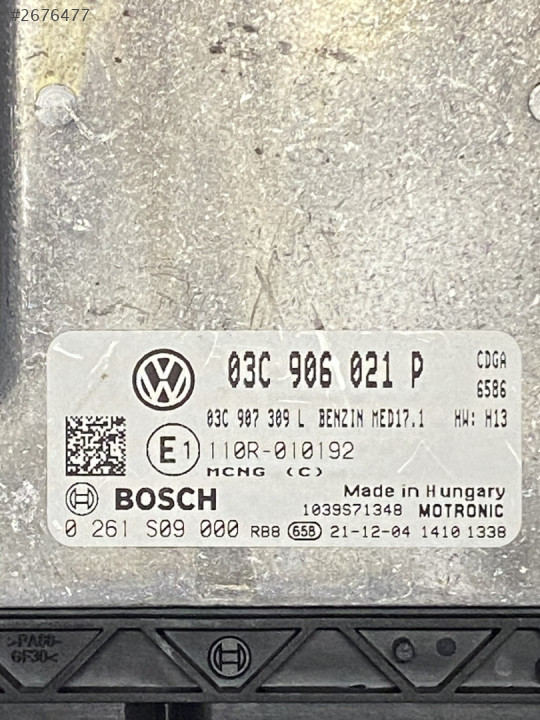 #2676477
03C 906 021 P
CDGA
6586
03C 907 309 L BENZIN MED17.1 HW: H13
E1 110R-010192
MCNG (C)
BOSCH
Made in Hungary
1039S71348 MOTRONIC
0 261 S09 000 RB8 658 21-12-04 1410 1338
>PA66-
GF30<